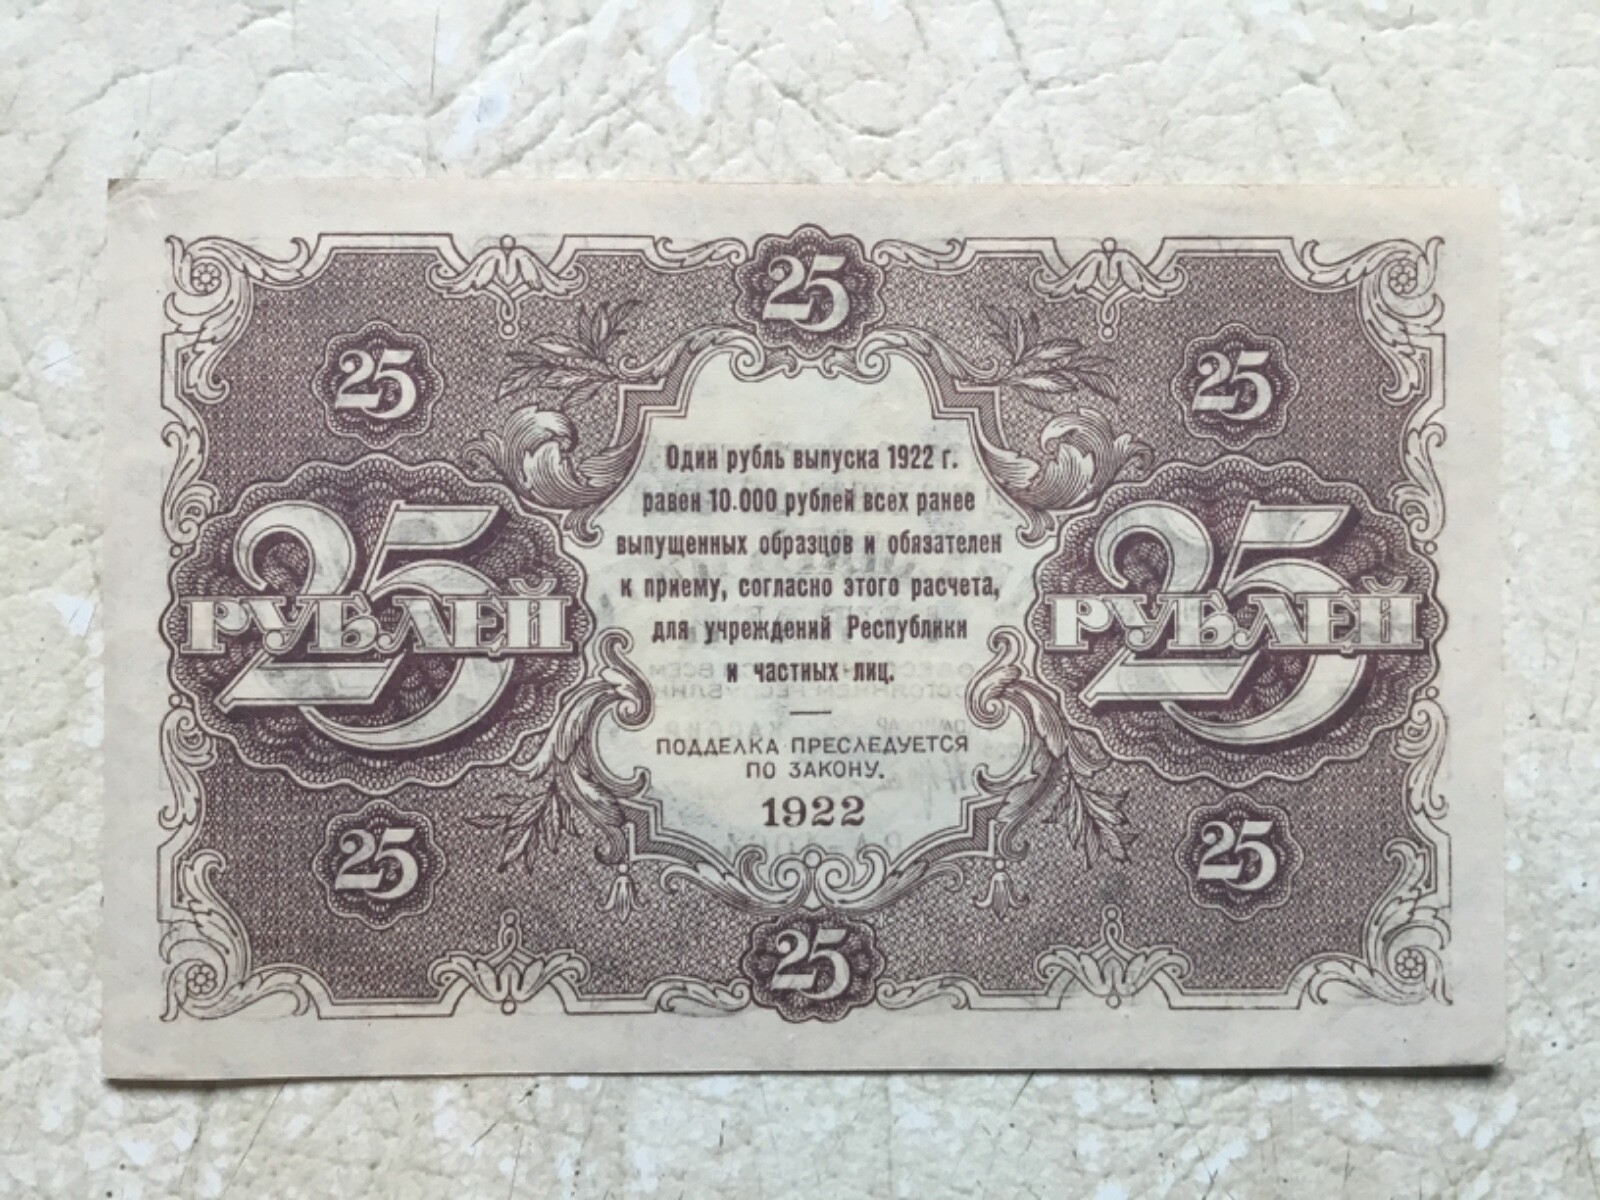 25
25
25
Один рубль выпуска 1922 г.
равен 10.000 рублей всех ранее
выпущенных образцов и обязателен
к приему, согласно этого расчета,
для учреждений Республики
и частных лиц.
25
РУБЛЕЙ
25
РУБЛЕЙ
ПОДДЕЛКА ПРЕСЛЕДУЕТСЯ
ПО ЗАКОНУ.
1922
25
25
25